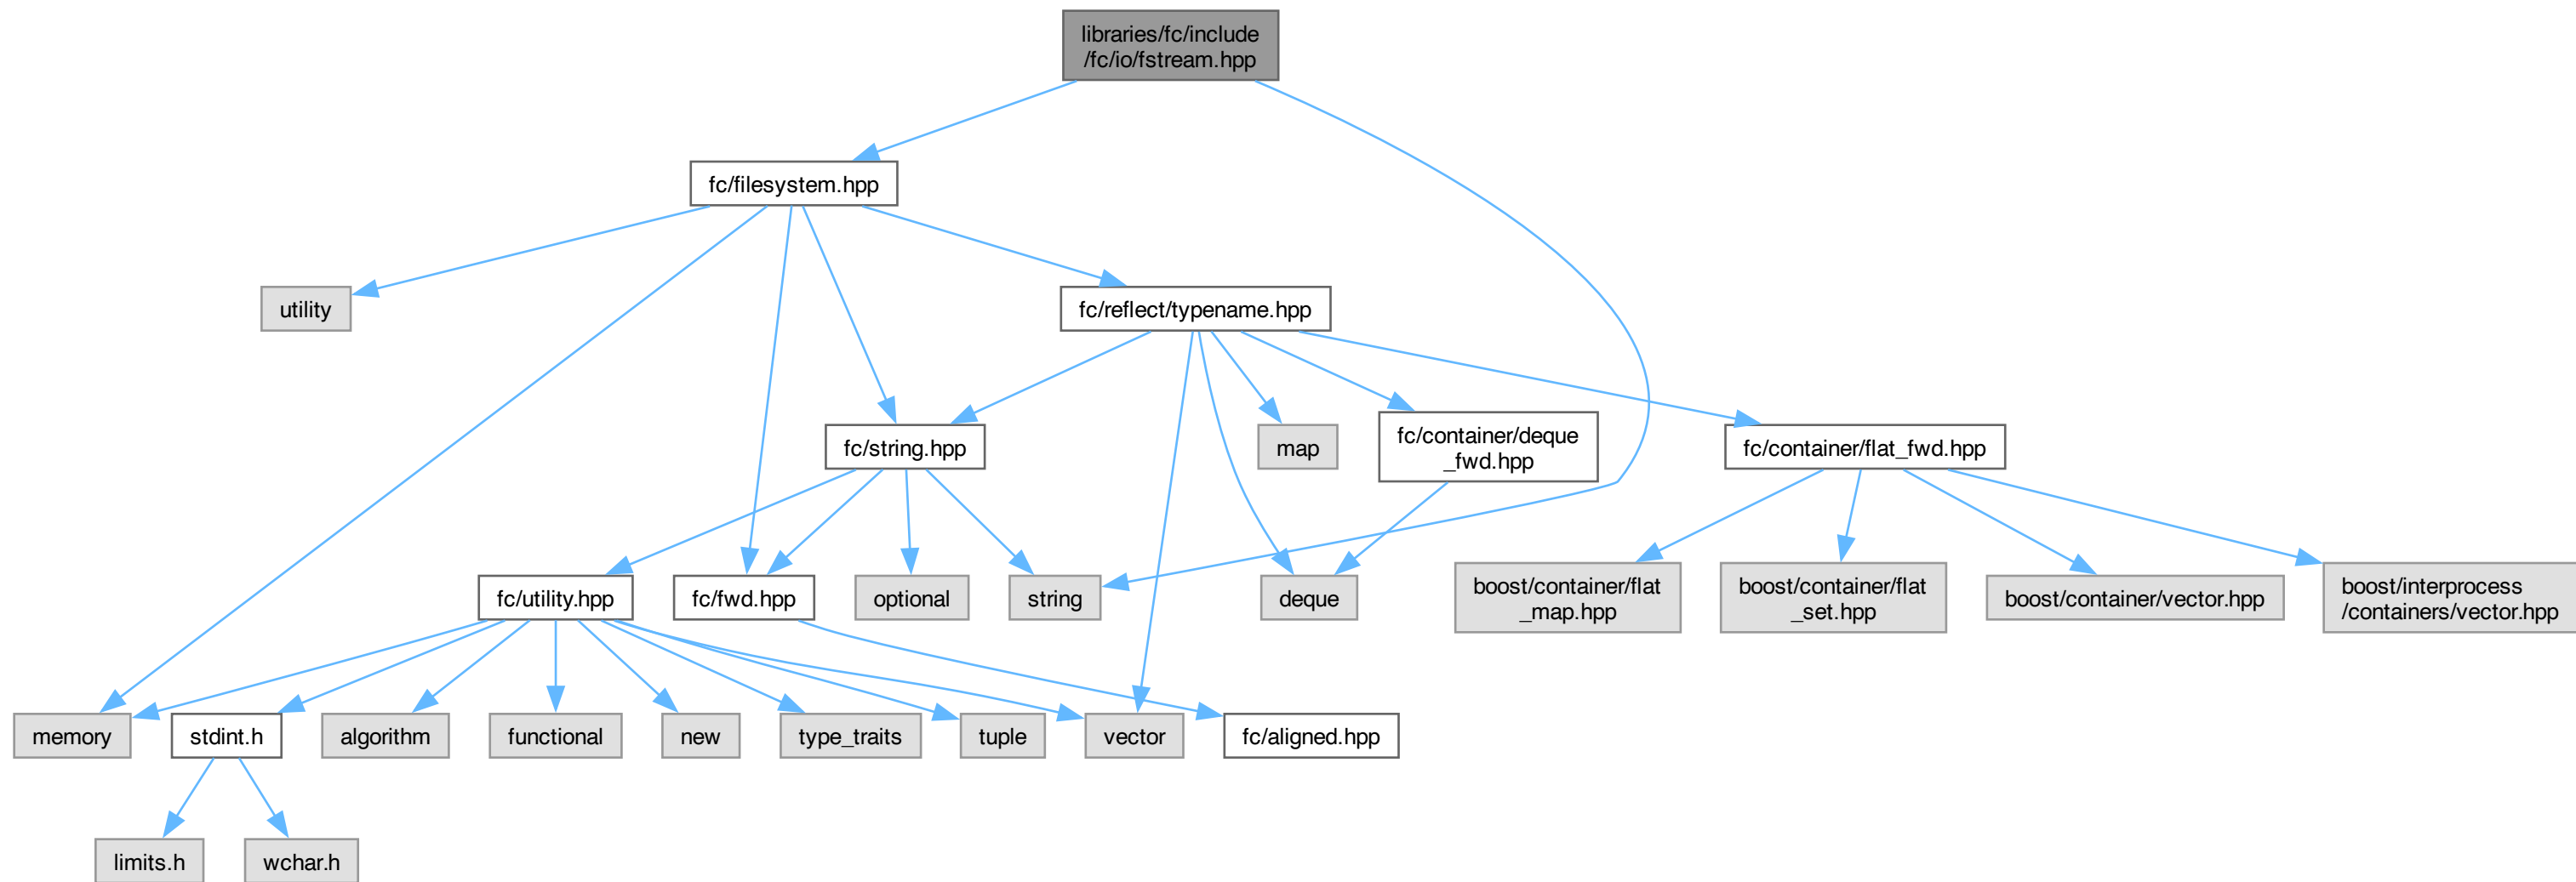 libraries/fc/include
/fc/io/fstream.hpp
fc/filesystem.hpp
utility
fc/reflect/typename.hpp
fc/string.hpp
map
fc/container/deque
_fwd.hpp
fc/container/flat_fwd.hpp
fc/utility.hpp
fc/fwd.hpp
optional
string
deque
boost/container/flat
_map.hpp
boost/container/flat
_set.hpp
boost/container/vector.hpp
boost/interprocess
/containers/vector.hpp
memory
stdint.h
algorithm
functional
new
type_traits
tuple
vector
fc/aligned.hpp
limits.h
wchar.h